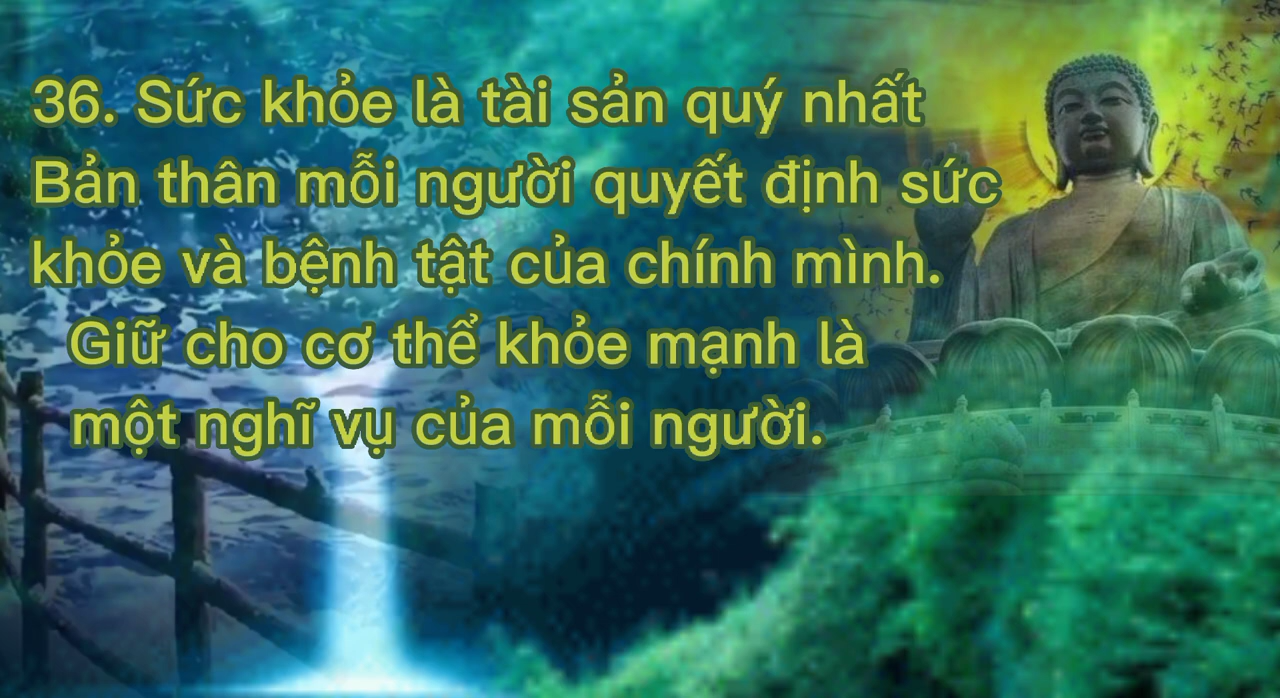 36. Sức khỏe là tài sản quý nhất
Bản thân mỗi người quyết định sức
khỏe và bệnh tật của chính mình.
Giữ cho cơ thể khỏe mạnh là
một nghĩ vụ của mỗi người.